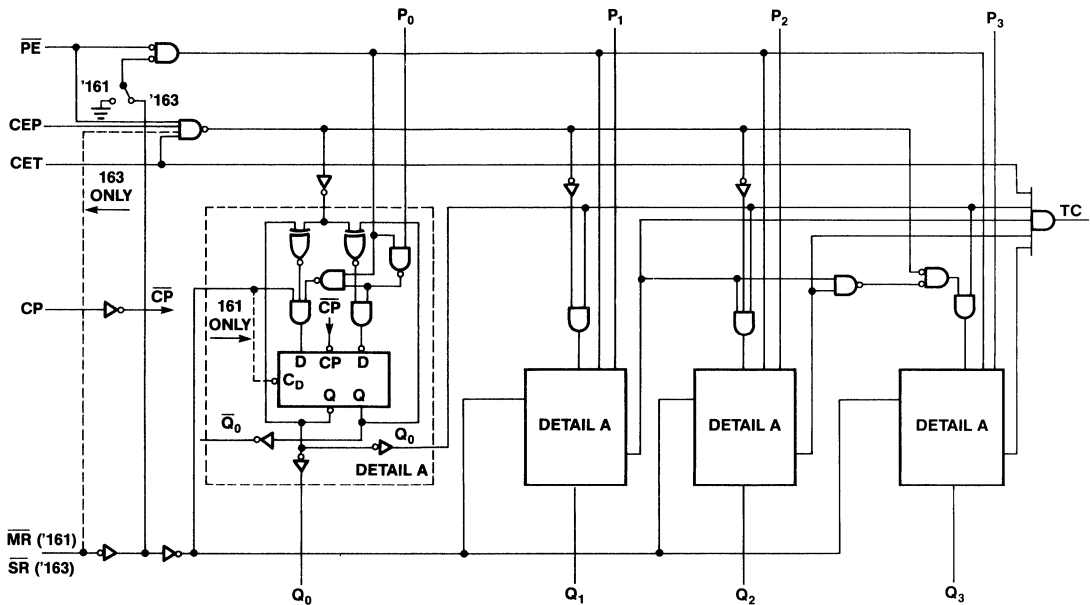 P0
P1
P2
P3
PE
'161
'163
CEP
CET
163
ONLY
TC
CP
CP
161
ONLY
CP
D
CP
D
CD
Q
Q
Q0
Q0
DETAIL A
DETAIL A
DETAIL A
DETAIL A
MR ('161)
SR ('163)
Q0
Q1
Q2
Q3